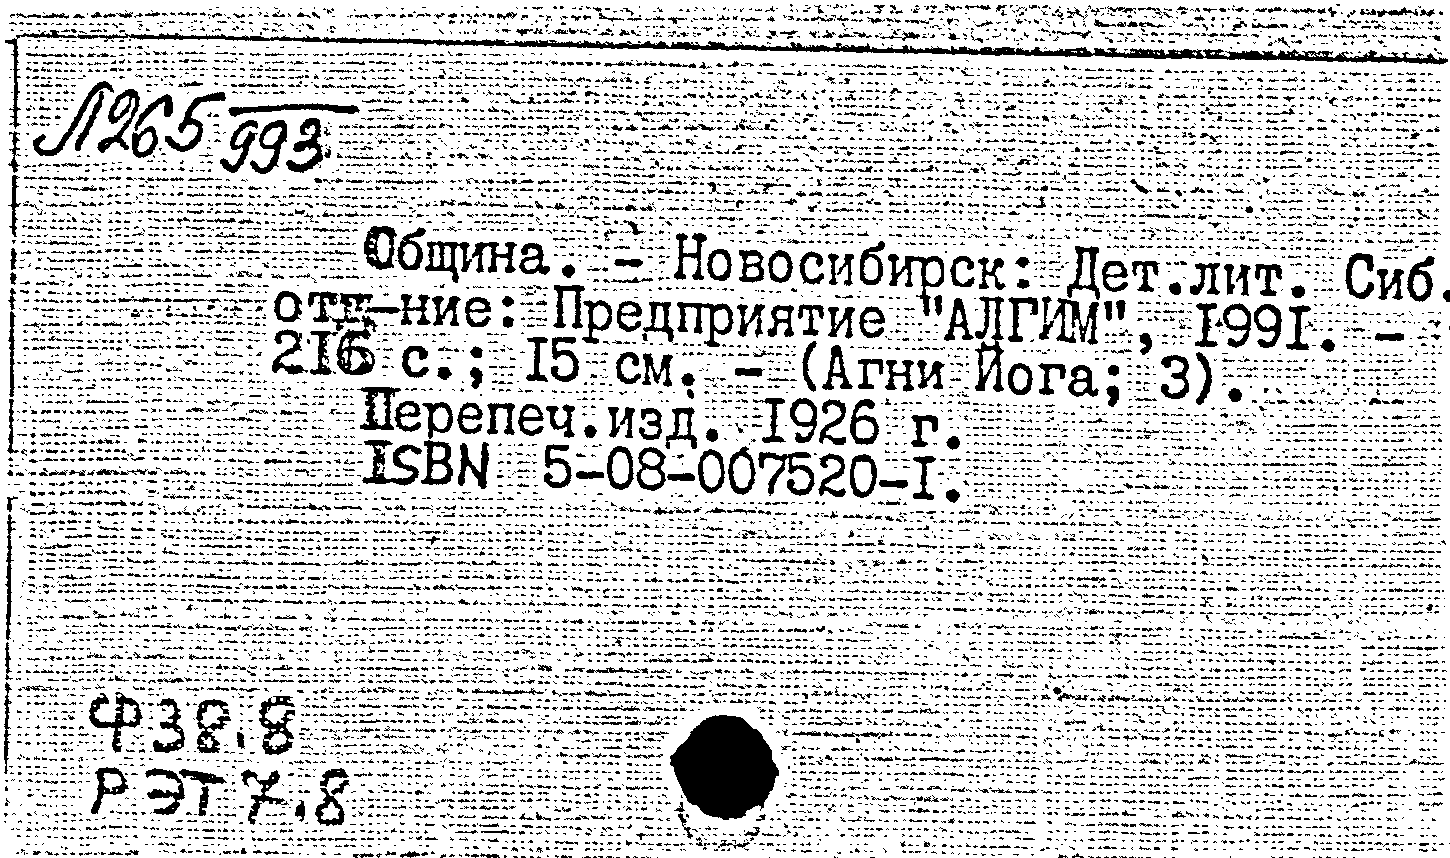 Л265/993
Община. – Новосибирск: Дет.лит. Сиб.
отд-ние: Предприятие "АЛГИМ", 1991. –
216 с.; 15 см. – (Агни Йога; 3).
Перепеч.изд. 1926 г.
ISBN 5-08-007520-1.
Ф38.8
РЭТ7.8